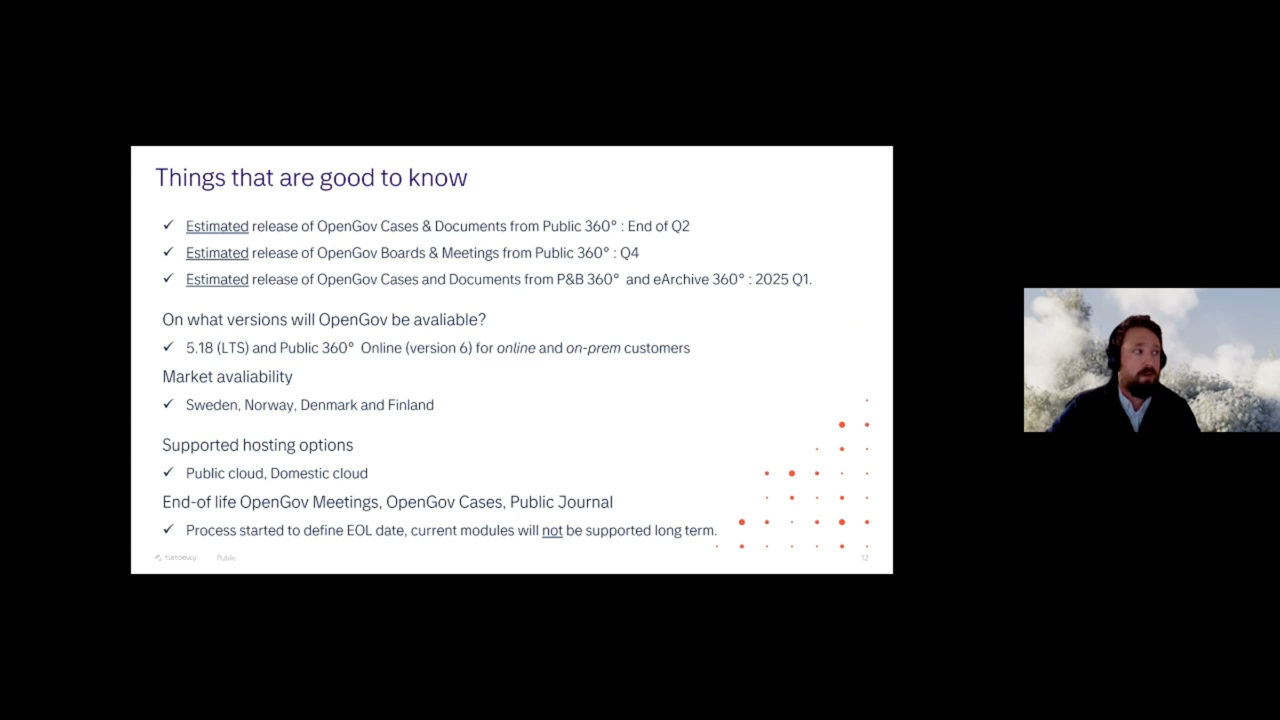 Things that are good to know
✓ Estimated release of OpenGov Cases & Documents from Public 360° : End of Q2
✓ Estimated release of OpenGov Boards & Meetings from Public 360° : Q4
✓ Estimated release of OpenGov Cases and Documents from P&B 360° and eArchive 360° : 2025 Q1.
On what versions will OpenGov be avaliable?
✓ 5.18 (LTS) and Public 360° Online (version 6) for online and on-prem customers
Market avaliability
✓ Sweden, Norway, Denmark and Finland
Supported hosting options
✓ Public cloud, Domestic cloud
End-of life OpenGov Meetings, OpenGov Cases, Public Journal
✓ Process started to define EOL date, current modules will not be supported long term.
tietoevry Public 12